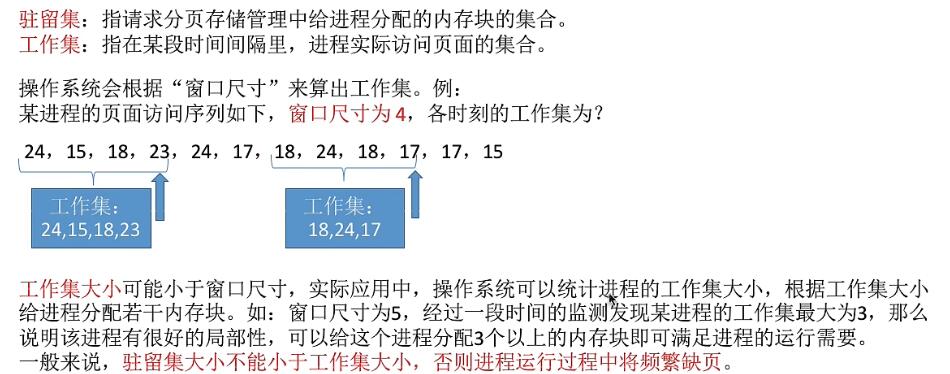 驻留集：指请求分页存储管理中给进程分配的内存块的集合。
工作集：指在某段时间间隔里，进程实际访问页面的集合。
操作系统会根据“窗口尺寸”来算出工作集。例：
某进程的页面访问序列如下，窗口尺寸为4，各时刻的工作集为？
24，15，18，23，24，17，18，24，18，17，17，15
工作集：
24,15,18,23
工作集：
18,24,17
工作集大小可能小于窗口尺寸，实际应用中，操作系统可以统计进程的工作集大小，根据工作集大小
给进程分配若干内存块。如：窗口尺寸为5，经过一段时间的监测发现某进程的工作集最大为3，那么
说明该进程有很好的局部性，可以给这个进程分配3个以上的内存块即可满足进程的运行需要。
一般来说，驻留集大小不能小于工作集大小，否则进程运行过程中将频繁缺页。